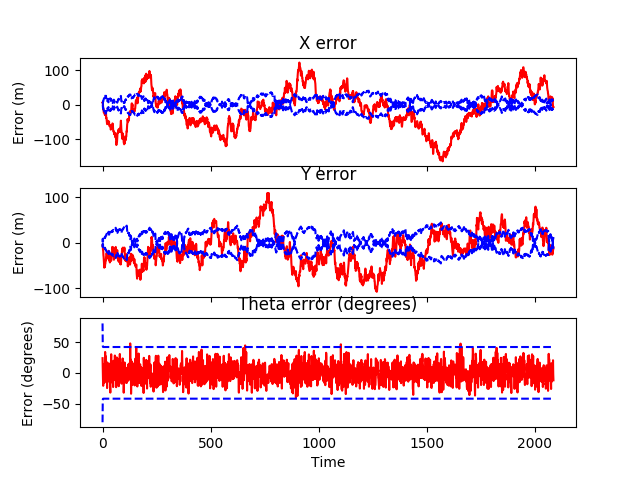 X error
Error (m)
100
0
−100
Y error
Error (m)
100
0
−100
Theta error (degrees)
Error (degrees)
50
0
−50
0 500 1000 1500 2000
Time